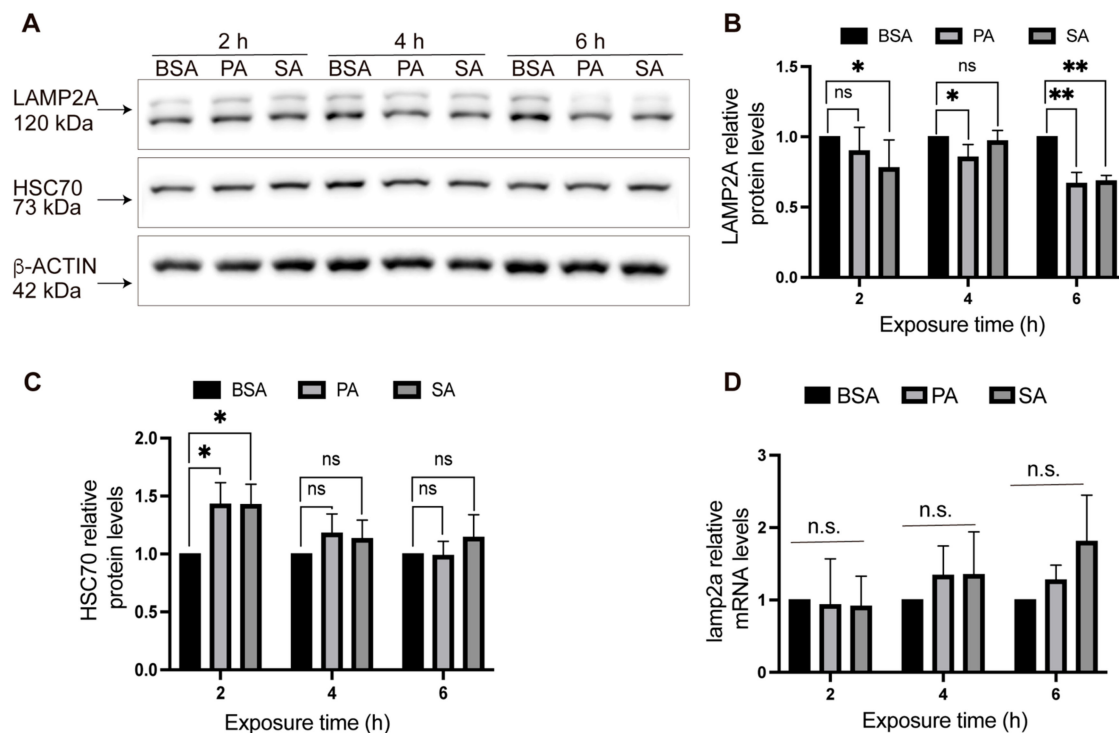 A
2 h 4 h 6 h
BSA PA SA BSA PA SA BSA PA SA
LAMP2A
120 kDa
HSC70
73 kDa
β-ACTIN
42 kDa
B
BSA PA SA
LAMP2A relative
protein levels
1.5
1.0
0.5
0.0
ns * * ns ** **
2 4 6
Exposure time (h)
C
BSA PA SA
HSC70 relative
protein levels
2.0
1.5
1.0
0.5
0.0
* * ns ns ns ns
2 4 6
Exposure time (h)
D
BSA PA SA
lamp2a relative
mRNA levels
3
2
1
0
n.s. n.s. n.s.
2 4 6
Exposure time (h)